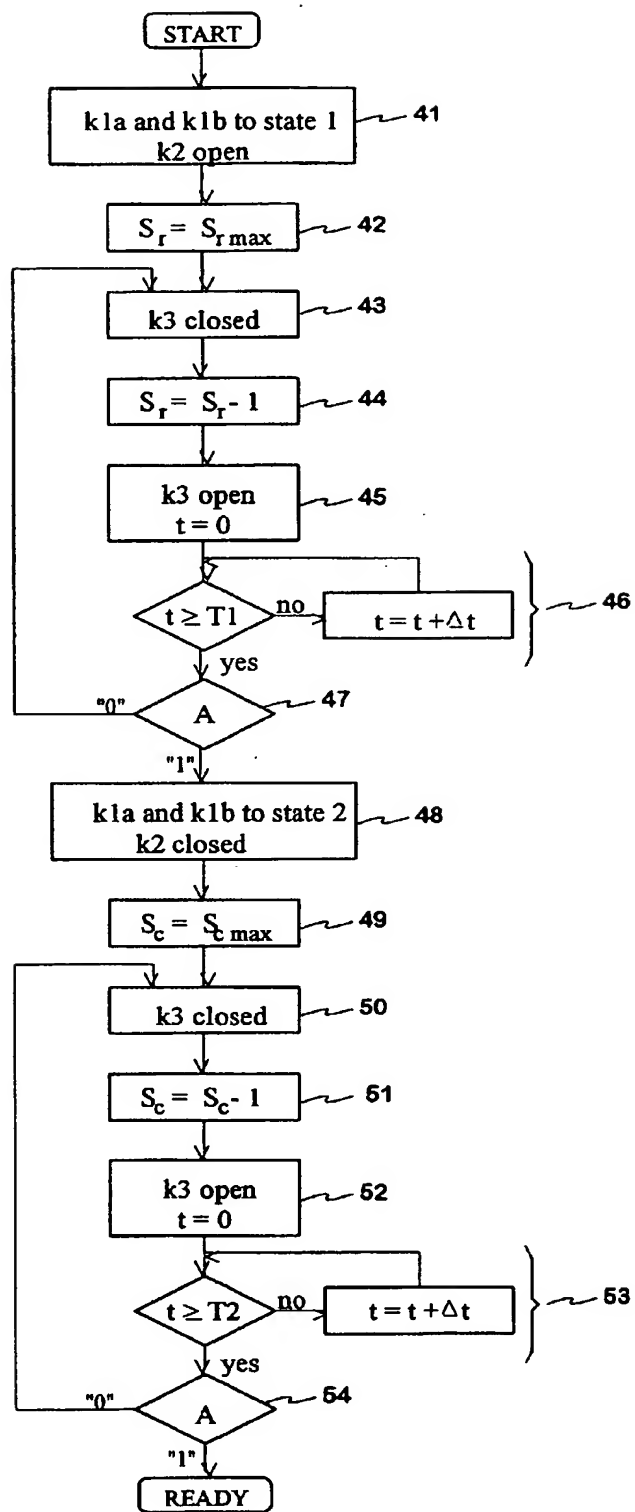 START
k1a and k1b to state 1
k2 open
41
S_r = S_r max
42
k3 closed
43
S_r = S_r - 1
44
k3 open
t = 0
45
t ≥ T1
no
t = t + Δt
46
yes
"0"
A
47
"1"
k1a and k1b to state 2
k2 closed
48
S_c = S_c max
49
k3 closed
50
S_c = S_c - 1
51
k3 open
t = 0
52
t ≥ T2
no
t = t + Δt
53
yes
"0"
A
54
"1"
READY